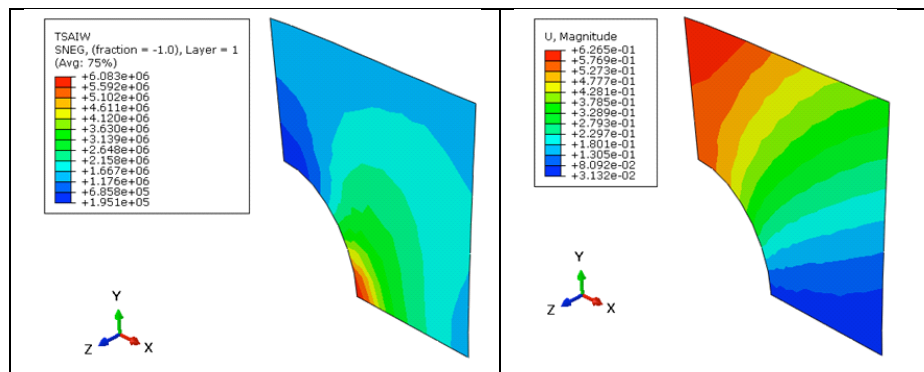 TSAIW
SNEG, (fraction = -1.0), Layer = 1
(Avg: 75%)
+6.083e+06
+5.592e+06
+5.102e+06
+4.611e+06
+4.120e+06
+3.630e+06
+3.139e+06
+2.648e+06
+2.158e+06
+1.667e+06
+1.176e+06
+6.858e+05
+1.951e+05
Y
Z
X
U, Magnitude
+6.265e-01
+5.769e-01
+5.273e-01
+4.777e-01
+4.281e-01
+3.785e-01
+3.289e-01
+2.793e-01
+2.297e-01
+1.801e-01
+1.305e-01
+8.092e-02
+3.132e-02
Y
Z
X